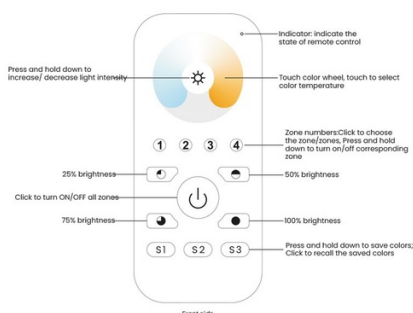 Indicator: indicate the
state of remote control
Press and hold down to
increase/ decrease light intensity
Touch color wheel, touch to select
color temperature
1 2 3 4
Zone numbers:Click to choose
the zone/zones, Press and hold
down to turn on/off corresponding
zone
25% brightness
50% brightness
Click to turn ON/OFF all zones
75% brightness
100% brightness
S1 S2 S3
Press and hold down to save colors;
Click to recall the saved colors
Front side